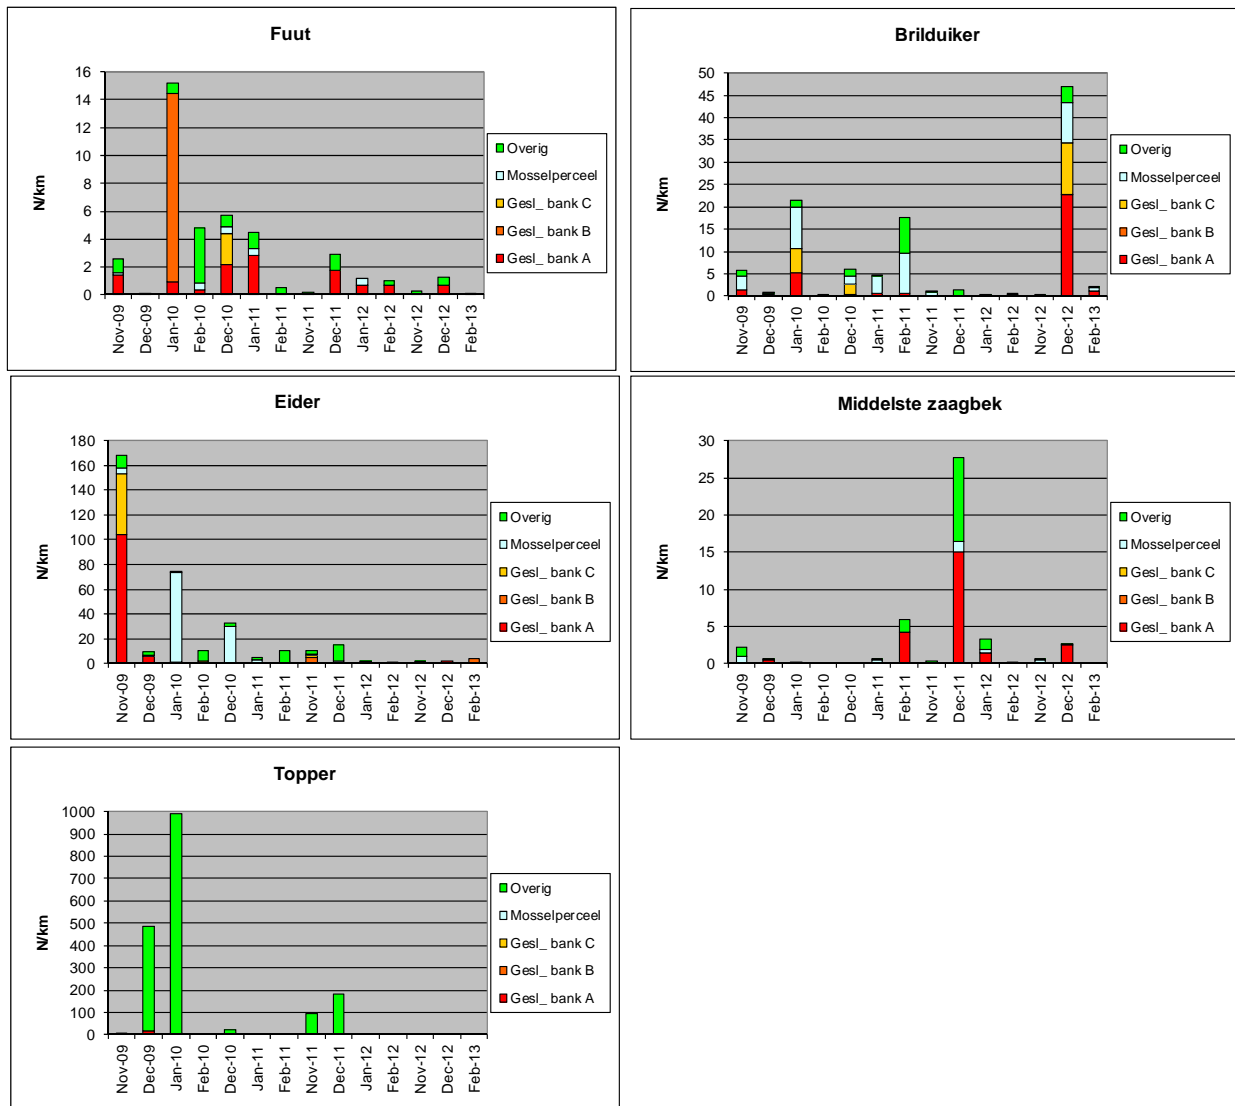 Fuut
N/km
16
14
12
10
8
6
4
2
0
Nov-09
Dec-09
Jan-10
Feb-10
Dec-10
Jan-11
Feb-11
Nov-11
Dec-11
Jan-12
Feb-12
Nov-12
Dec-12
Feb-13
Overig
Mosselperceel
Gesl_ bank C
Gesl_ bank B
Gesl_ bank A
Brilduiker
N/km
50
45
40
35
30
25
20
15
10
5
0
Nov-09
Dec-09
Jan-10
Feb-10
Dec-10
Jan-11
Feb-11
Nov-11
Dec-11
Jan-12
Feb-12
Nov-12
Dec-12
Feb-13
Overig
Mosselperceel
Gesl_ bank C
Gesl_ bank B
Gesl_ bank A
Eider
N/km
180
160
140
120
100
80
60
40
20
0
Nov-09
Dec-09
Jan-10
Feb-10
Dec-10
Jan-11
Feb-11
Nov-11
Dec-11
Jan-12
Feb-12
Nov-12
Dec-12
Feb-13
Overig
Mosselperceel
Gesl_ bank C
Gesl_ bank B
Gesl_ bank A
Middelste zaagbek
N/km
30
25
20
15
10
5
0
Nov-09
Dec-09
Jan-10
Feb-10
Dec-10
Jan-11
Feb-11
Nov-11
Dec-11
Jan-12
Feb-12
Nov-12
Dec-12
Feb-13
Overig
Mosselperceel
Gesl_ bank C
Gesl_ bank B
Gesl_ bank A
Topper
N/km
1000
900
800
700
600
500
400
300
200
100
0
Nov-09
Dec-09
Jan-10
Feb-10
Dec-10
Jan-11
Feb-11
Nov-11
Dec-11
Jan-12
Feb-12
Nov-12
Dec-12
Feb-13
Overig
Mosselperceel
Gesl_ bank C
Gesl_ bank B
Gesl_ bank A